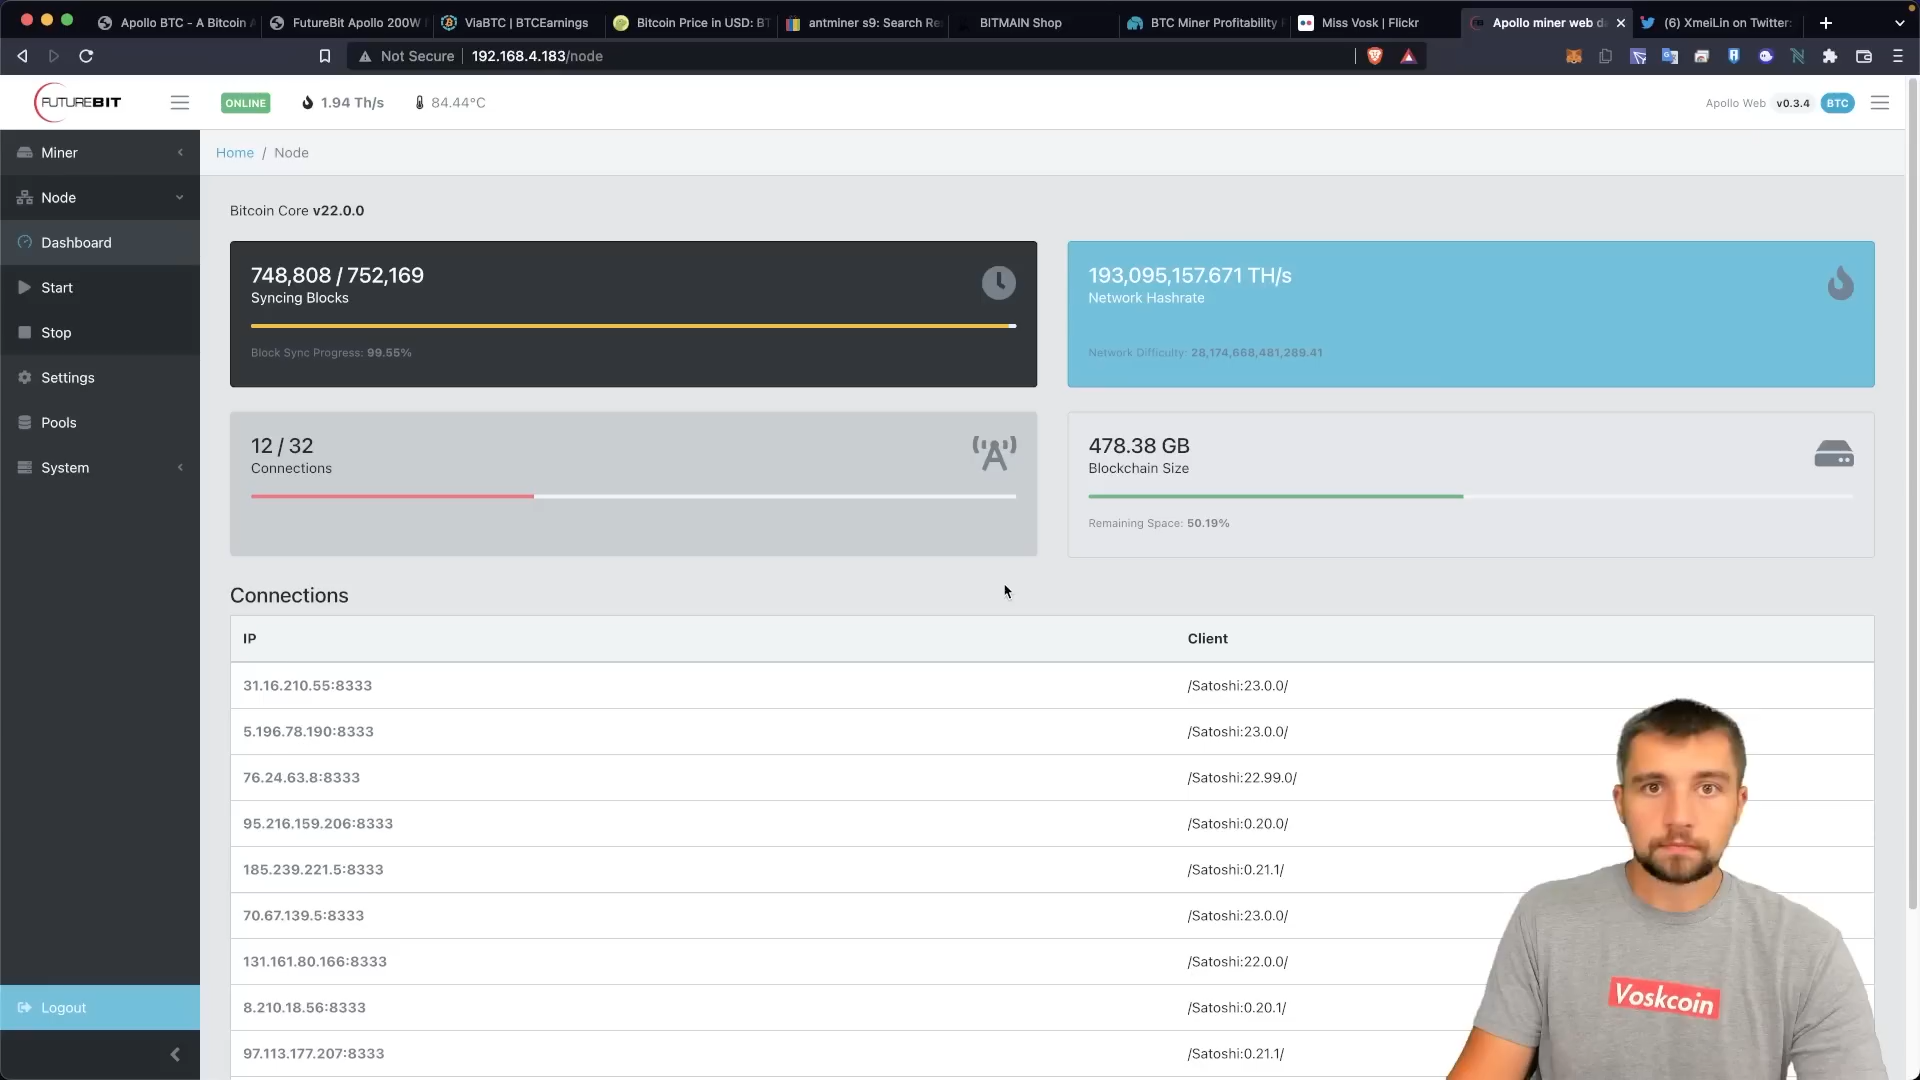 Apollo BTC - A Bitcoin A
FutureBit Apollo 200W
ViaBTC | BTCEarnings
Bitcoin Price in USD: BT
antminer s9: Search Re
BITMAIN Shop
BTC Miner Profitability
Miss Vosk | Flickr
Apollo miner web d
(6) XmeiLin on Twitter:
Not Secure
192.168.4.183/node
FUTUREBIT
ONLINE
1.94 Th/s
84.44°C
Apollo Web v0.3.4
BTC
Miner
Node
Dashboard
Start
Stop
Settings
Pools
System
Logout
Home / Node
Bitcoin Core v22.0.0
748,808 / 752,169
Syncing Blocks
Block Sync Progress: 99.55%
193,095,157.671 TH/s
Network Hashrate
Network Difficulty: 28,174,668,481,289.41
12 / 32
Connections
478.38 GB
Blockchain Size
Remaining Space: 50.19%
Connections
IP Client
31.16.210.55:8333 /Satoshi:23.0.0/
5.196.78.190:8333 /Satoshi:23.0.0/
76.24.63.8:8333 /Satoshi:22.99.0/
95.216.159.206:8333 /Satoshi:0.20.0/
185.239.221.5:8333 /Satoshi:0.21.1/
70.67.139.5:8333 /Satoshi:23.0.0/
131.161.80.166:8333 /Satoshi:22.0.0/
8.210.18.56:8333 /Satoshi:0.20.1/
97.113.177.207:8333 /Satoshi:0.21.1/
Voskcoin